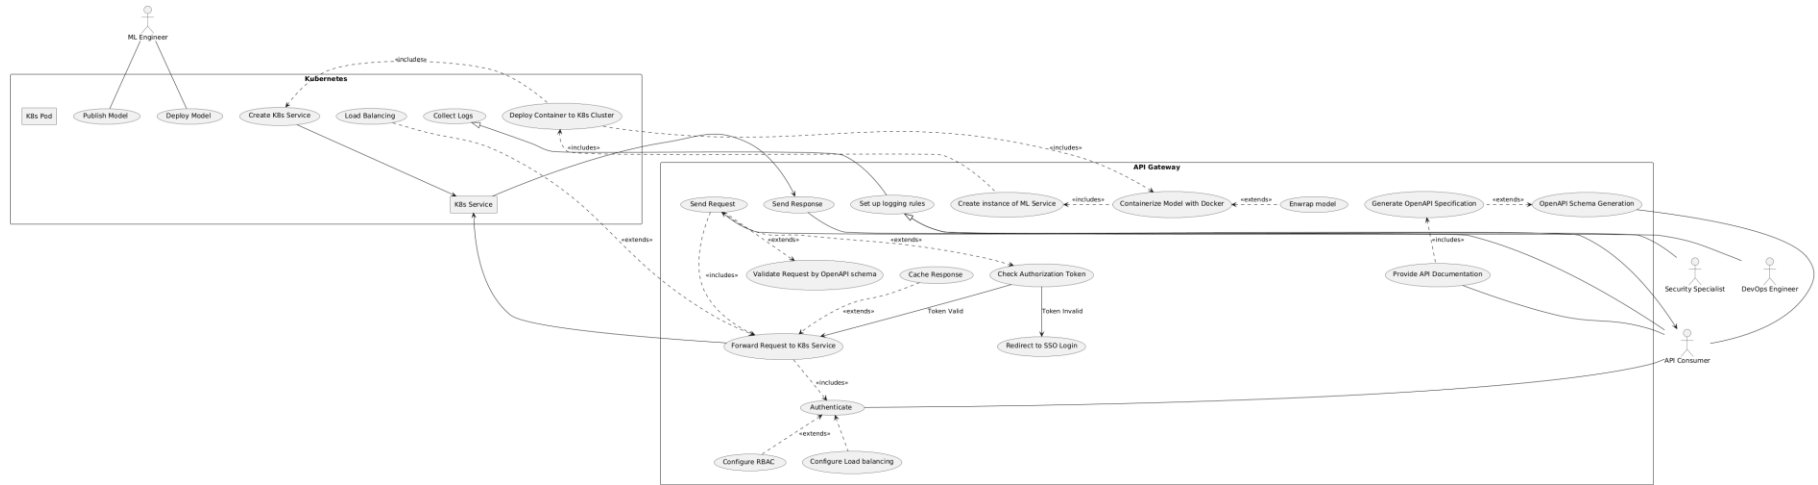 ML Engineer
«includes»
Kubernetes
K8s Pod
Publish Model
Deploy Model
Create K8s Service
Load Balancing
Collect Logs
Deploy Container to K8s Cluster
«includes»
«includes»
API Gateway
K8s Service
Send Request
Send Response
Set up logging rules
Create instance of ML Service
«includes»
Containerize Model with Docker
«extends»
Enwrap model
Generate OpenAPI Specification
«extends»
OpenAPI Schema Generation
«extends»
«extends»
«extends»
«includes»
«includes»
Validate Request by OpenAPI schema
Cache Response
Check Authorization Token
Provide API Documentation
Security Specialist
DevOps Engineer
«extends»
Token Valid
Token Invalid
Forward Request to K8s Service
Redirect to SSO Login
API Consumer
«includes»
Authenticate
«extends»
Configure RBAC
Configure Load balancing